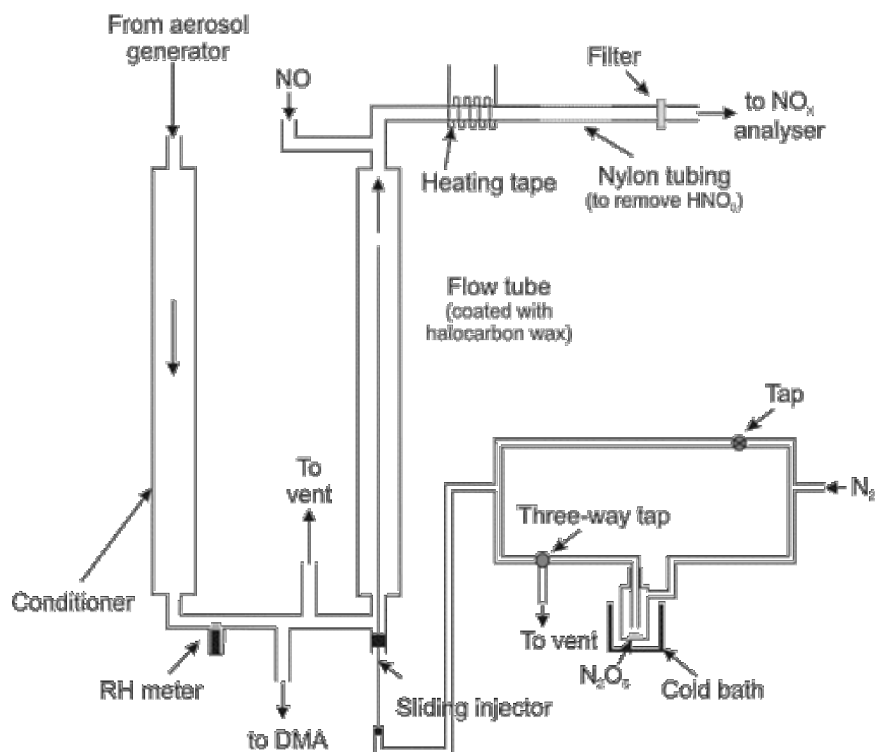 From aerosol
generator
NO
Filter
to NOx
analyser
Heating tape
Nylon tubing
(to remove HNO3)
Flow tube
(coated with
halocarbon wax)
Tap
To
vent
N2
Three-way tap
Conditioner
To vent
N2O5
Cold bath
RH meter
Sliding injector
to DMA